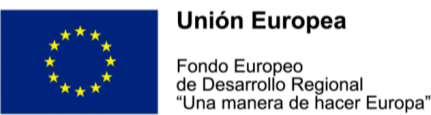 Unión Europea
Fondo Europeo
de Desarrollo Regional
“Una manera de hacer Europa”